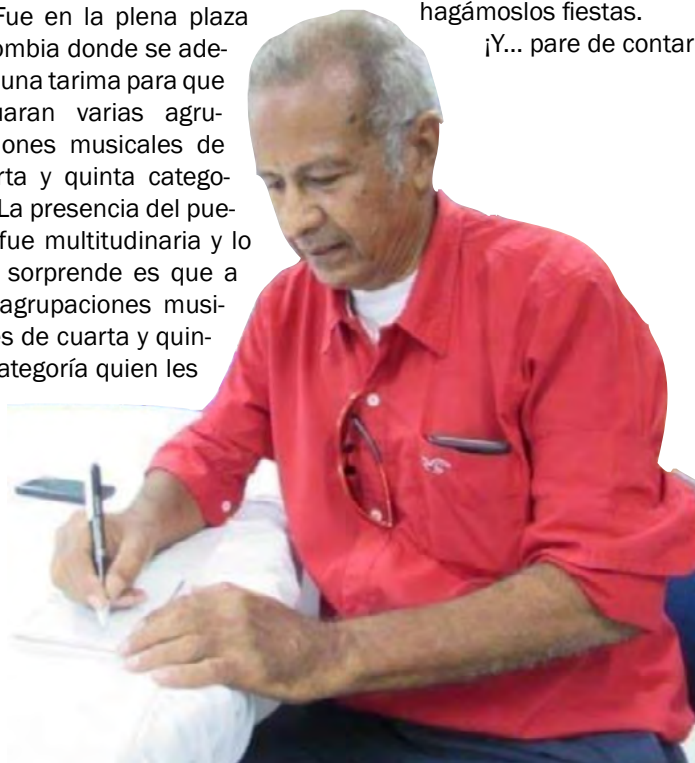 Fue en la plena plaza
ombia donde se ade-
una tarima para que
uaran varias agru-
iones musicales de
rta y quinta catego-
La presencia del pue-
fue multitudinaria y lo
sorprende es que a
agrupaciones musi-
s de cuarta y quin-
ategoría quien les
hagámoslos fiestas.
¡Y... pare de contar